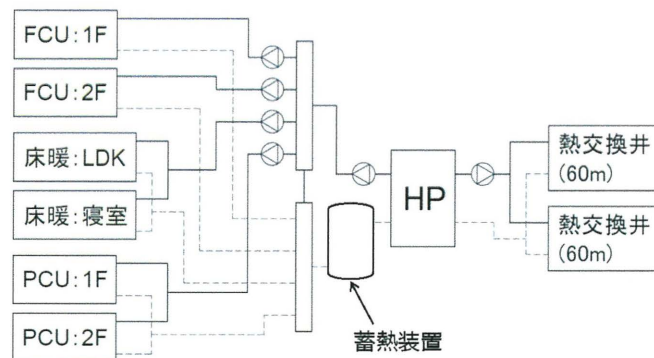 FCU:1F
FCU:2F
床暖:LDK
床暖:寝室
PCU:1F
PCU:2F
HP
熱交換井
(60m)
熱交換井
(60m)
蓄熱装置